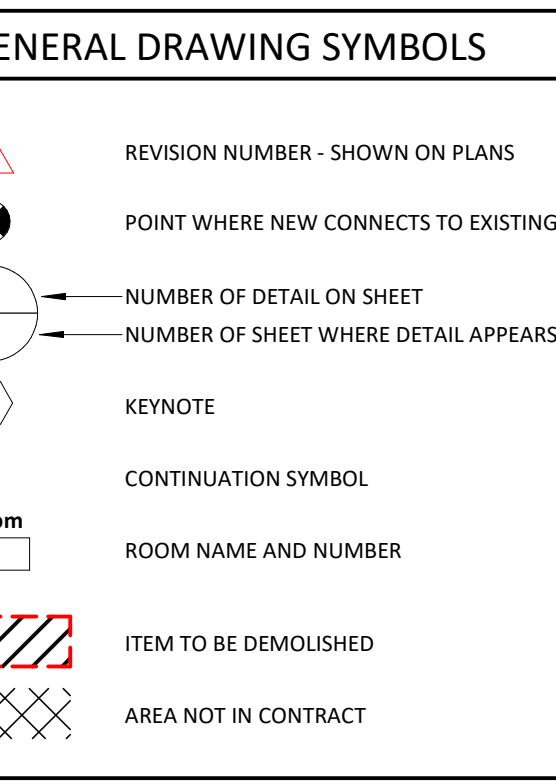 ENERAL DRAWING SYMBOLS
REVISION NUMBER - SHOWN ON PLANS
POINT WHERE NEW CONNECTS TO EXISTING
NUMBER OF DETAIL ON SHEET
NUMBER OF SHEET WHERE DETAIL APPEARS
KEYNOTE
CONTINUATION SYMBOL
om
ROOM NAME AND NUMBER
ITEM TO BE DEMOLISHED
AREA NOT IN CONTRACT